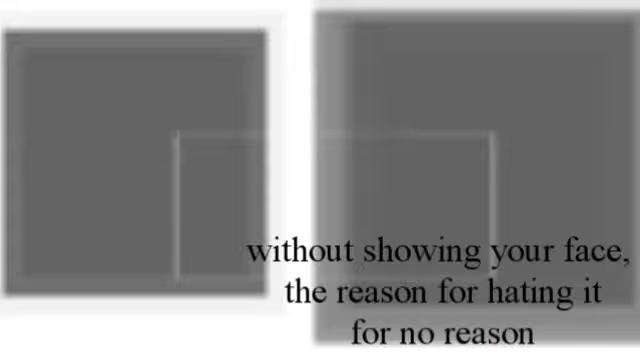 without showing your face,
the reason for hating it
for no reason